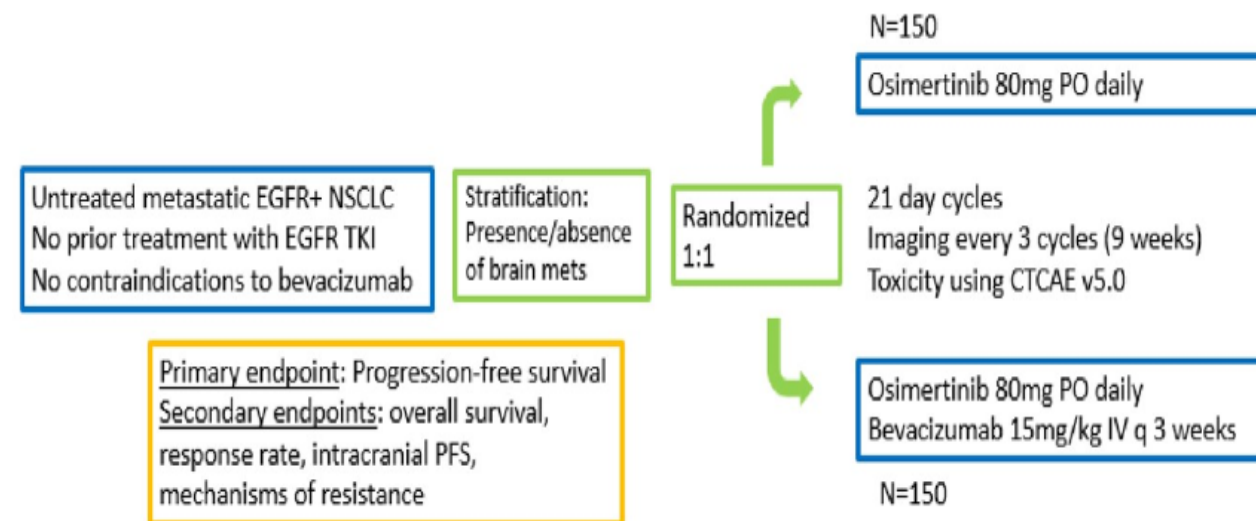 N=150
Osimertinib 80mg PO daily
Untreated metastatic EGFR+ NSCLC
No prior treatment with EGFR TKI
No contraindications to bevacizumab
Stratification:
Presence/absence
of brain mets
Randomized
1:1
21 day cycles
Imaging every 3 cycles (9 weeks)
Toxicity using CTCAE v5.0
Primary endpoint: Progression-free survival
Secondary endpoints: overall survival,
response rate, intracranial PFS,
mechanisms of resistance
Osimertinib 80mg PO daily
Bevacizumab 15mg/kg IV q 3 weeks
N=150